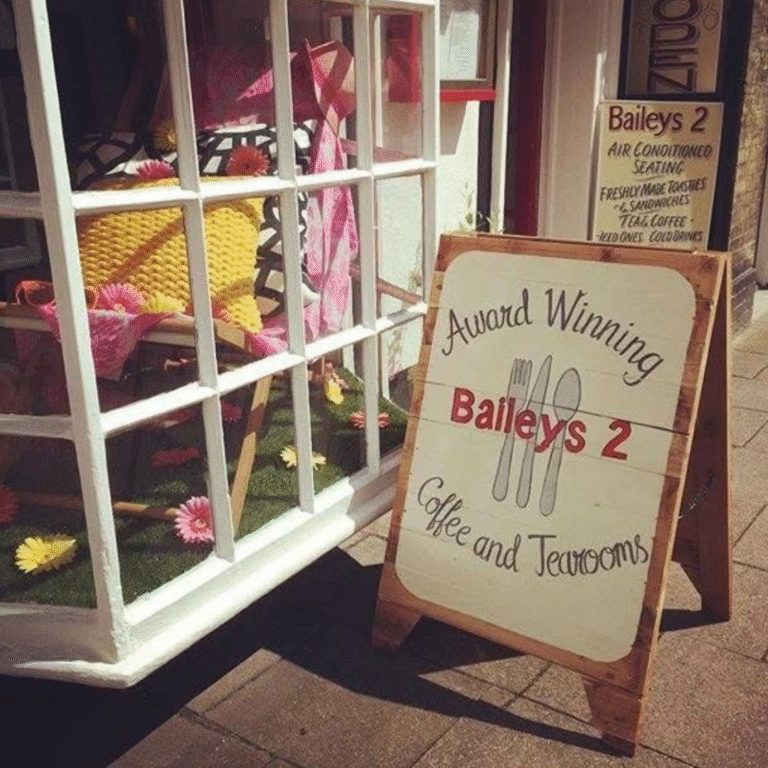 OPEN
Baileys 2
AIR CONDITIONED
SEATING
FRESHLY MADE TOASTIES
& SANDWICHES
TEA & COFFEE
ICED ONES COLD DRINKS
Award Winning
Baileys 2
Coffee and Tearooms